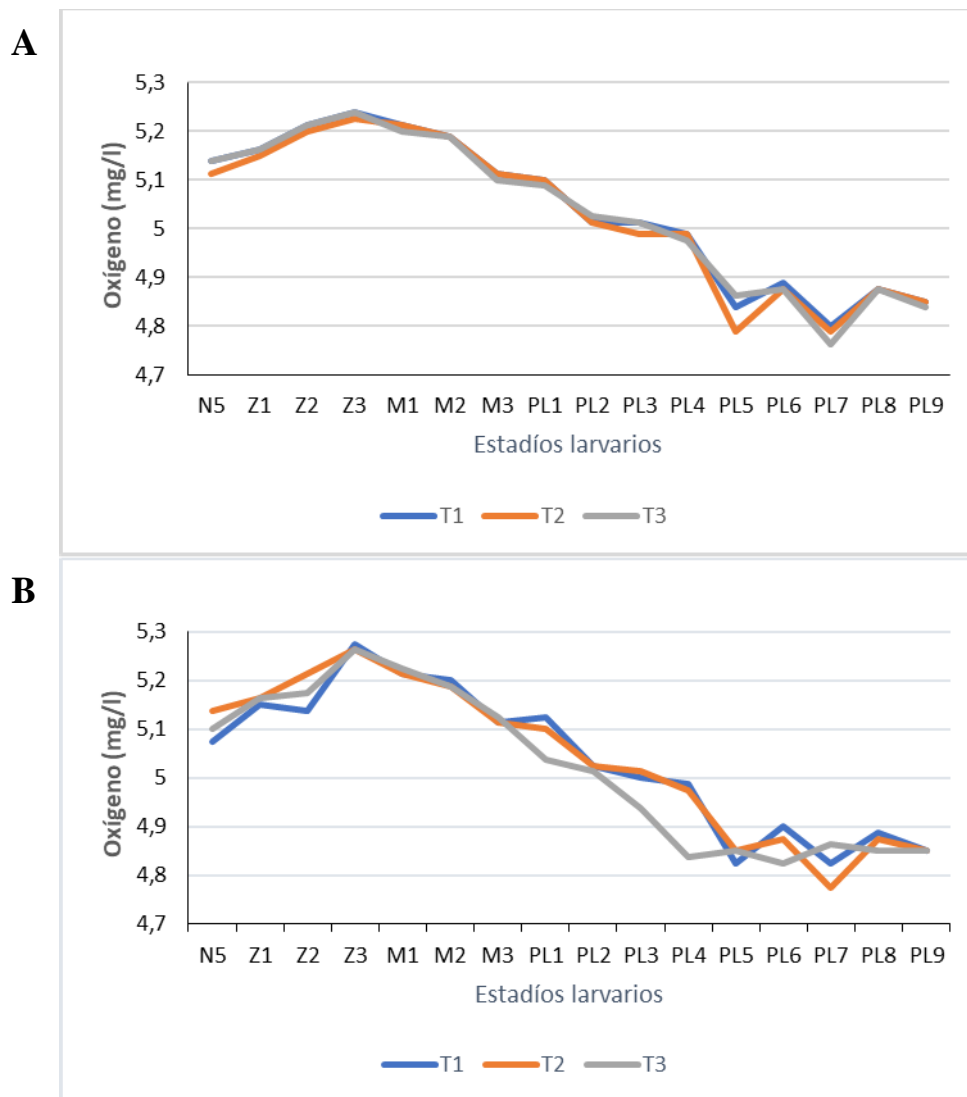 A
5,3
5,2
5,1
5
4,9
4,8
4,7
Oxígeno (mg/l)
N5 Z1 Z2 Z3 M1 M2 M3 PL1 PL2 PL3 PL4 PL5 PL6 PL7 PL8 PL9
Estadíos larvarios
T1 T2 T3
B
5,3
5,2
5,1
5
4,9
4,8
4,7
Oxígeno (mg/l)
N5 Z1 Z2 Z3 M1 M2 M3 PL1 PL2 PL3 PL4 PL5 PL6 PL7 PL8 PL9
Estadíos larvarios
T1 T2 T3